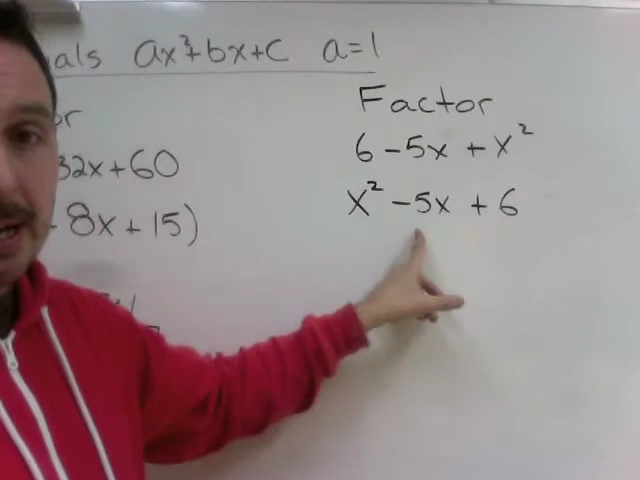 als ax²+bx+c a=1
or
32x+60
- 8x+15)
Factor
6-5x+x²
x²-5x+6